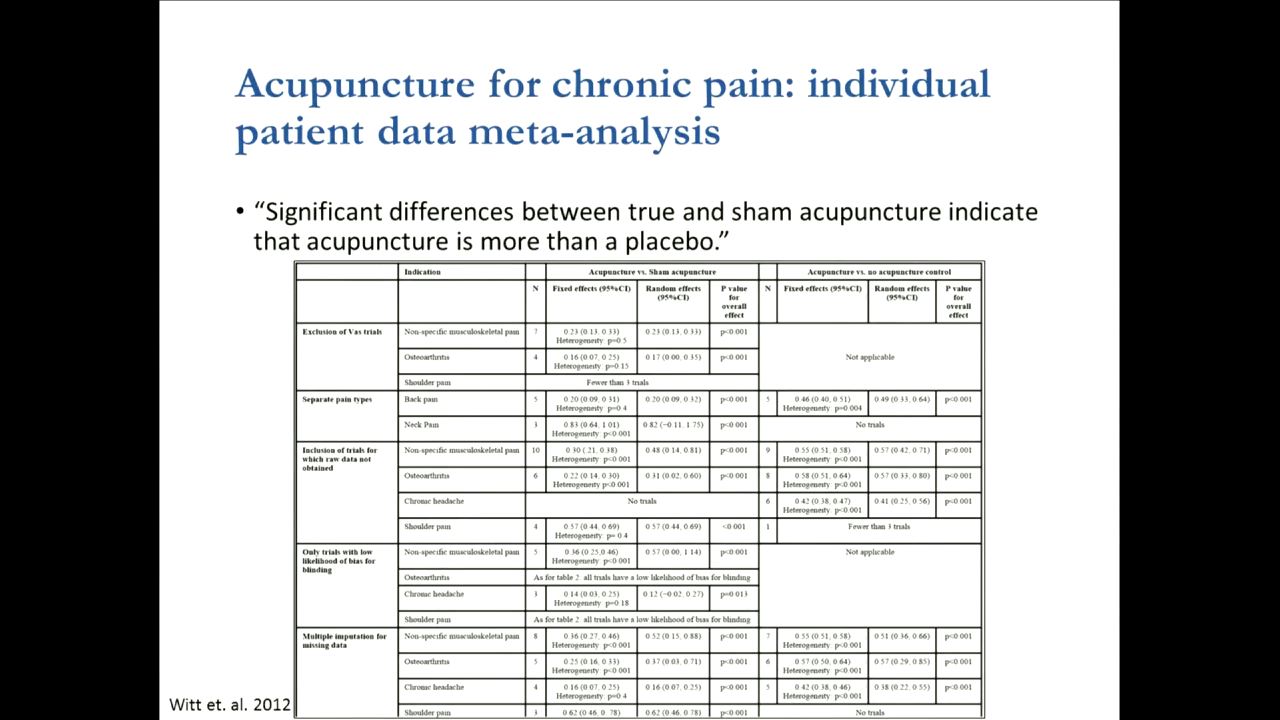 Acupuncture for chronic pain: individual
patient data meta-analysis
• “Significant differences between true and sham acupuncture indicate
that acupuncture is more than a placebo.”
Indication Acupuncture vs. Sham acupuncture Acupuncture vs. no acupuncture control
N Fixed effects (95%CI) Random effects (95%CI) P value for overall effect N Fixed effects (95%CI) Random effects (95%CI) P value for overall effect
Exclusion of Vas trials Non-specific musculoskeletal pain 7 0.23 (0.13, 0.33) Heterogeneity p=0.5 0.23 (0.13, 0.33) p<0.001 Not applicable
Osteoarthritis 4 0.16 (0.07, 0.25) Heterogeneity p=0.15 0.17 (0.00, 0.35) p<0.001
Shoulder pain Fewer than 3 trials
Separate pain types Back pain 5 0.20 (0.09, 0.31) Heterogeneity p=0.4 0.20 (0.09, 0.32) p<0.001 5 0.46 (0.40, 0.51) Heterogeneity p=0.004 0.49 (0.33, 0.64) p<0.001
Neck Pain 3 0.83 (0.64, 1.01) Heterogeneity p<0.001 0.82 (−0.11, 1.75) p<0.001 No trials
Inclusion of trials for which raw data not obtained Non-specific musculoskeletal pain 10 0.30 (.21, 0.38) Heterogeneity p<0.001 0.48 (0.14, 0.81) p<0.001 9 0.55 (0.51, 0.58) Heterogeneity p<0.001 0.57 (0.42, 0.71) p<0.001
Osteoarthritis 6 0.22 (0.14, 0.30) Heterogeneity p<0.001 0.31 (0.02, 0.60) p<0.001 8 0.58 (0.51, 0.64) Heterogeneity p<0.001 0.57 (0.33, 0.80) p<0.001
Chronic headache No trials 6 0.42 (0.38, 0.47) Heterogeneity p<0.001 0.41 (0.25, 0.56) p<0.001
Shoulder pain 4 0.57 (0.44, 0.69) Heterogeneity p= 0.4 0.57 (0.44, 0.69) <0.001 1 Fewer than 3 trials
Only trials with low likelihood of bias for blinding Non-specific musculoskeletal pain 5 0.36 (0.25,0.46) Heterogeneity p<0.001 0.57 (0.00, 1.14) p<0.001 Not applicable
Osteoarthritis As for table 2 all trials have a low likelihood of bias for blinding
Chronic headache 3 0.14 (0.03, 0.25) Heterogeneity p=0.18 0.12 (−0.02, 0.27) p=0.013
Shoulder pain As for table 2 all trials have a low likelihood of bias for blinding
Multiple imputation for missing data Non-specific musculoskeletal pain 8 0.36 (0.27, 0.46) Heterogeneity p<0.001 0.52 (0.15, 0.88) p<0.001 7 0.55 (0.51, 0.58) Heterogeneity p<0.001 0.51 (0.36, 0.66) p<0.001
Osteoarthritis 5 0.25 (0.16, 0.33) Heterogeneity p<0.001 0.37 (0.03, 0.71) p<0.001 6 0.57 (0.50, 0.64) Heterogeneity p<0.001 0.57 (0.29, 0.85) p<0.001
Chronic headache 4 0.16 (0.07, 0.25) Heterogeneity p=0.4 0.16 (0.07, 0.25) p<0.001 5 0.42 (0.38, 0.46) Heterogeneity p<0.001 0.38 (0.22, 0.55) p<0.001
Shoulder pain 3 0.62 (0.46, 0.78) 0.62 (0.46, 0.78) p<0.001 No trials
Witt et. al. 2012